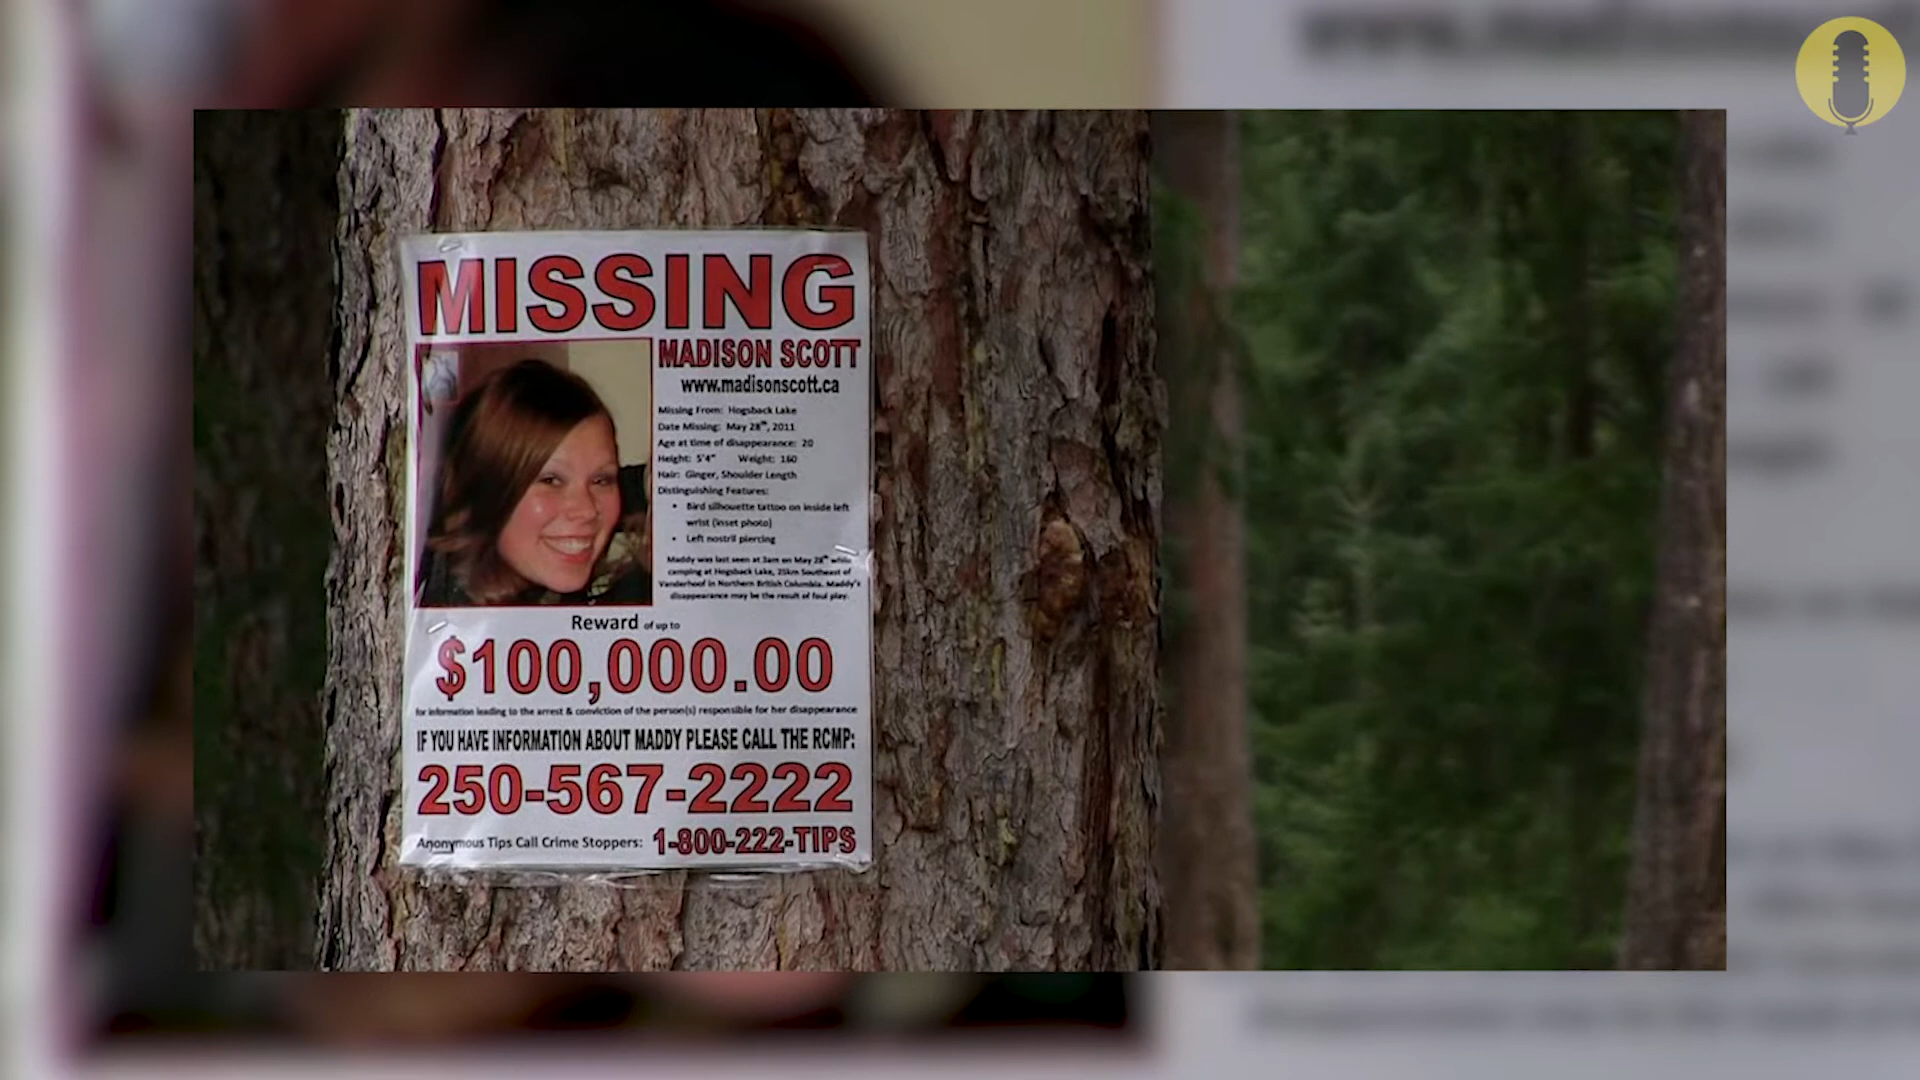 MISSING
MADISON SCOTT
www.madisonscott.ca
Missing From: Hogsback Lake
Date Missing: May 28th, 2011
Age at time of disappearance: 20
Height: 5'4" Weight: 160
Hair: Ginger, Shoulder Length
Distinguishing Features:
• Bird silhouette tattoo on inside left
wrist (inset photo)
• Left nostril piercing
Maddy was last seen at 3am on May 28th while
camping at Hogsback Lake, 25km Southeast of
Vanderhoof in Northern British Columbia. Maddy's
disappearance may be the result of foul play.
Reward of up to
$100,000.00
for information leading to the arrest & conviction of the person(s) responsible for her disappearance
IF YOU HAVE INFORMATION ABOUT MADDY PLEASE CALL THE RCMP:
250-567-2222
Anonymous Tips Call Crime Stoppers: 1-800-222-TIPS